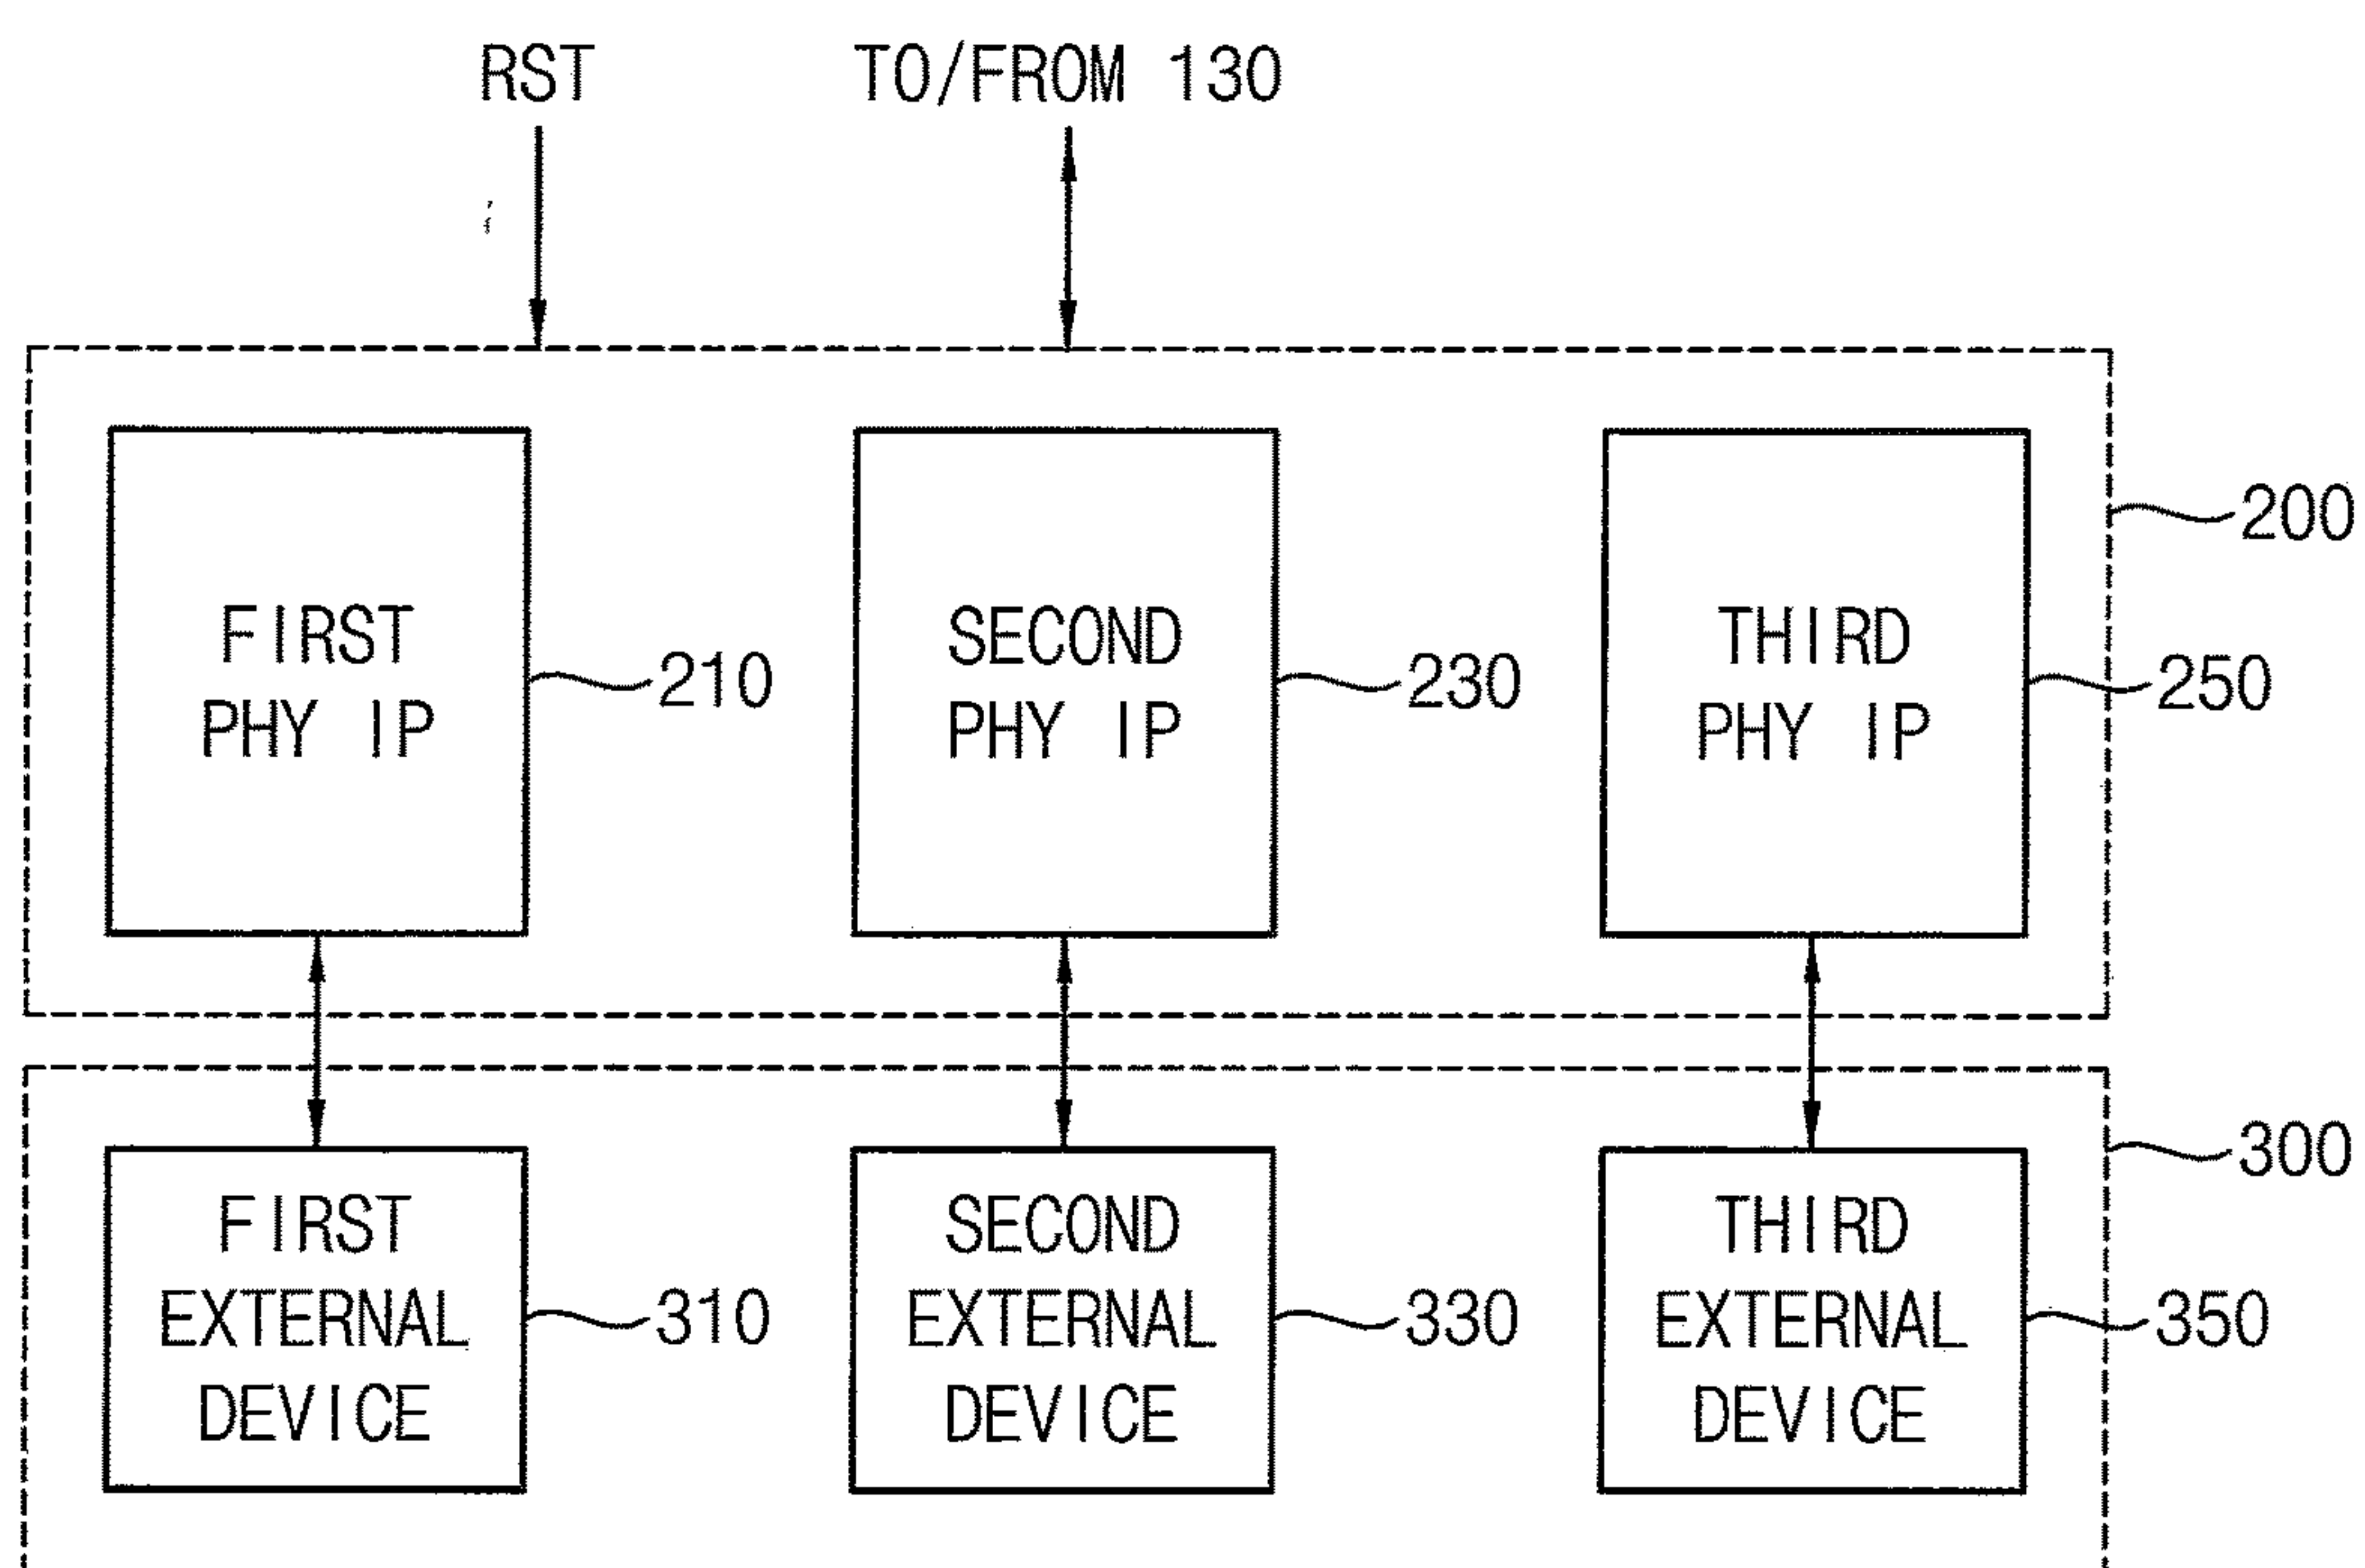 RST
TO/FROM 130
200
FIRST
PHY IP
210
SECOND
PHY IP
230
THIRD
PHY IP
250
300
FIRST
EXTERNAL
DEVICE
310
SECOND
EXTERNAL
DEVICE
330
THIRD
EXTERNAL
DEVICE
350